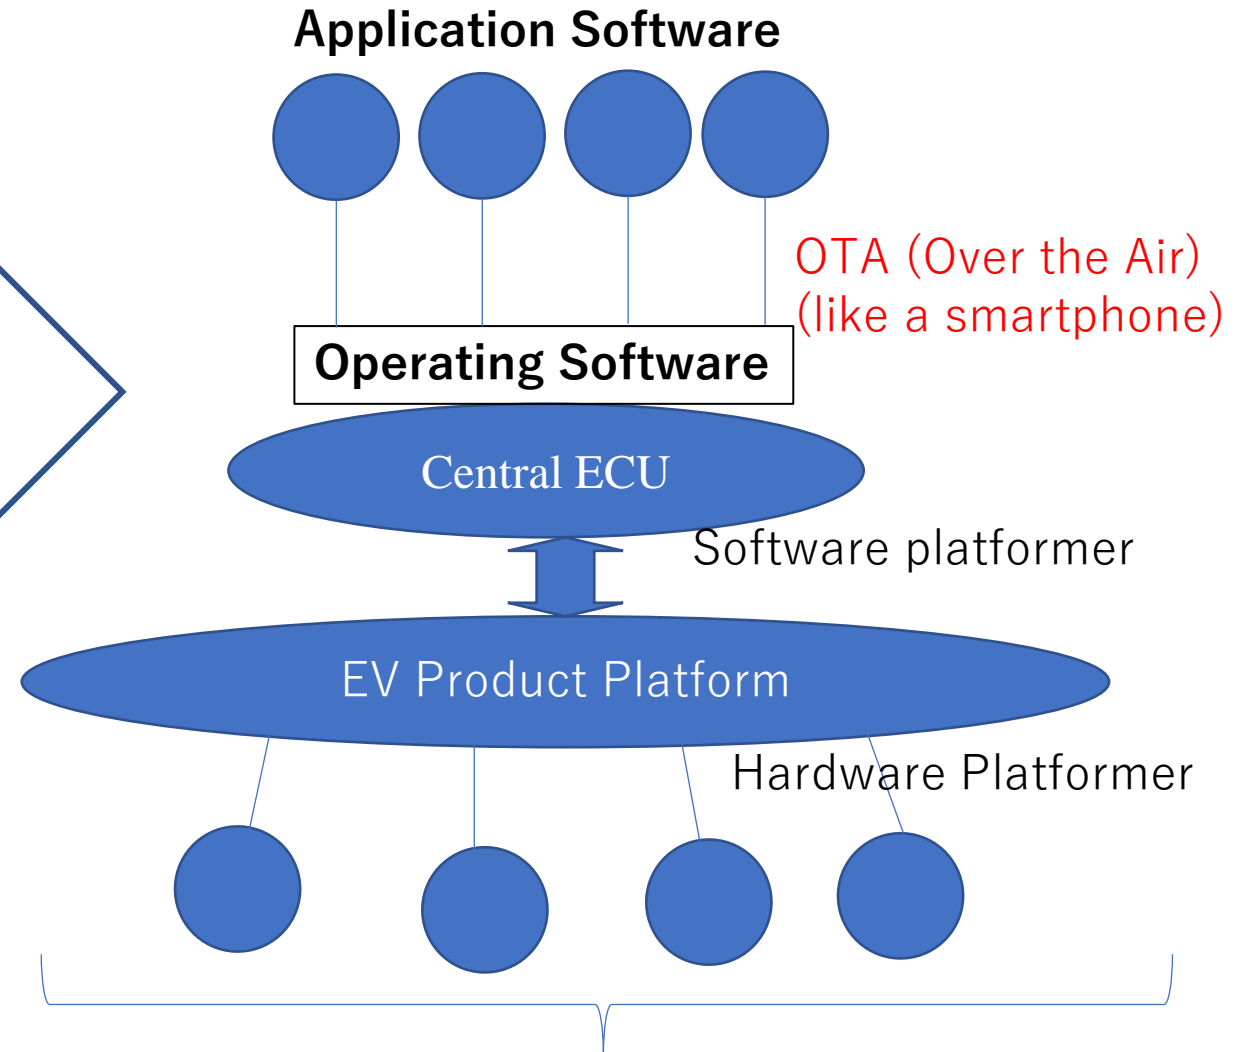 Application Software
OTA (Over the Air)
(like a smartphone)
Operating Software
Central ECU
Software platformer
EV Product Platform
Hardware Platformer